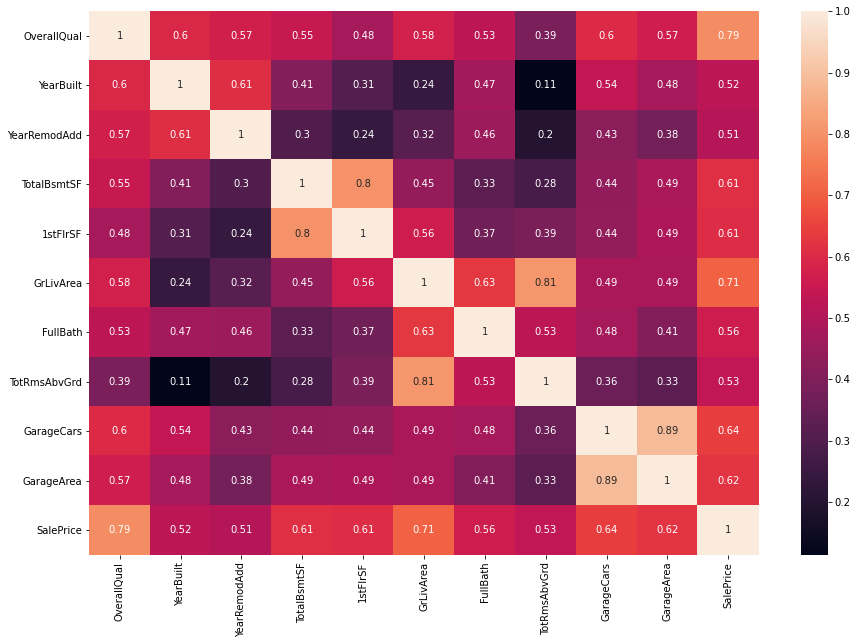 OverallQual 1 0.6 0.57 0.55 0.48 0.58 0.53 0.39 0.6 0.57 0.79
YearBuilt 0.6 1 0.61 0.41 0.31 0.24 0.47 0.11 0.54 0.48 0.52
YearRemodAdd 0.57 0.61 1 0.3 0.24 0.32 0.46 0.2 0.43 0.38 0.51
TotalBsmtSF 0.55 0.41 0.3 1 0.8 0.45 0.33 0.28 0.44 0.49 0.61
1stFlrSF 0.48 0.31 0.24 0.8 1 0.56 0.37 0.39 0.44 0.49 0.61
GrLivArea 0.58 0.24 0.32 0.45 0.56 1 0.63 0.81 0.49 0.49 0.71
FullBath 0.53 0.47 0.46 0.33 0.37 0.63 1 0.53 0.48 0.41 0.56
TotRmsAbvGrd 0.39 0.11 0.2 0.28 0.39 0.81 0.53 1 0.36 0.33 0.53
GarageCars 0.6 0.54 0.43 0.44 0.44 0.49 0.48 0.36 1 0.89 0.64
GarageArea 0.57 0.48 0.38 0.49 0.49 0.49 0.41 0.33 0.89 1 0.62
SalePrice 0.79 0.52 0.51 0.61 0.61 0.71 0.56 0.53 0.64 0.62 1
OverallQual
YearBuilt
YearRemodAdd
TotalBsmtSF
1stFlrSF
GrLivArea
FullBath
TotRmsAbvGrd
GarageCars
GarageArea
SalePrice
1.0
0.9
0.8
0.7
0.6
0.5
0.4
0.3
0.2